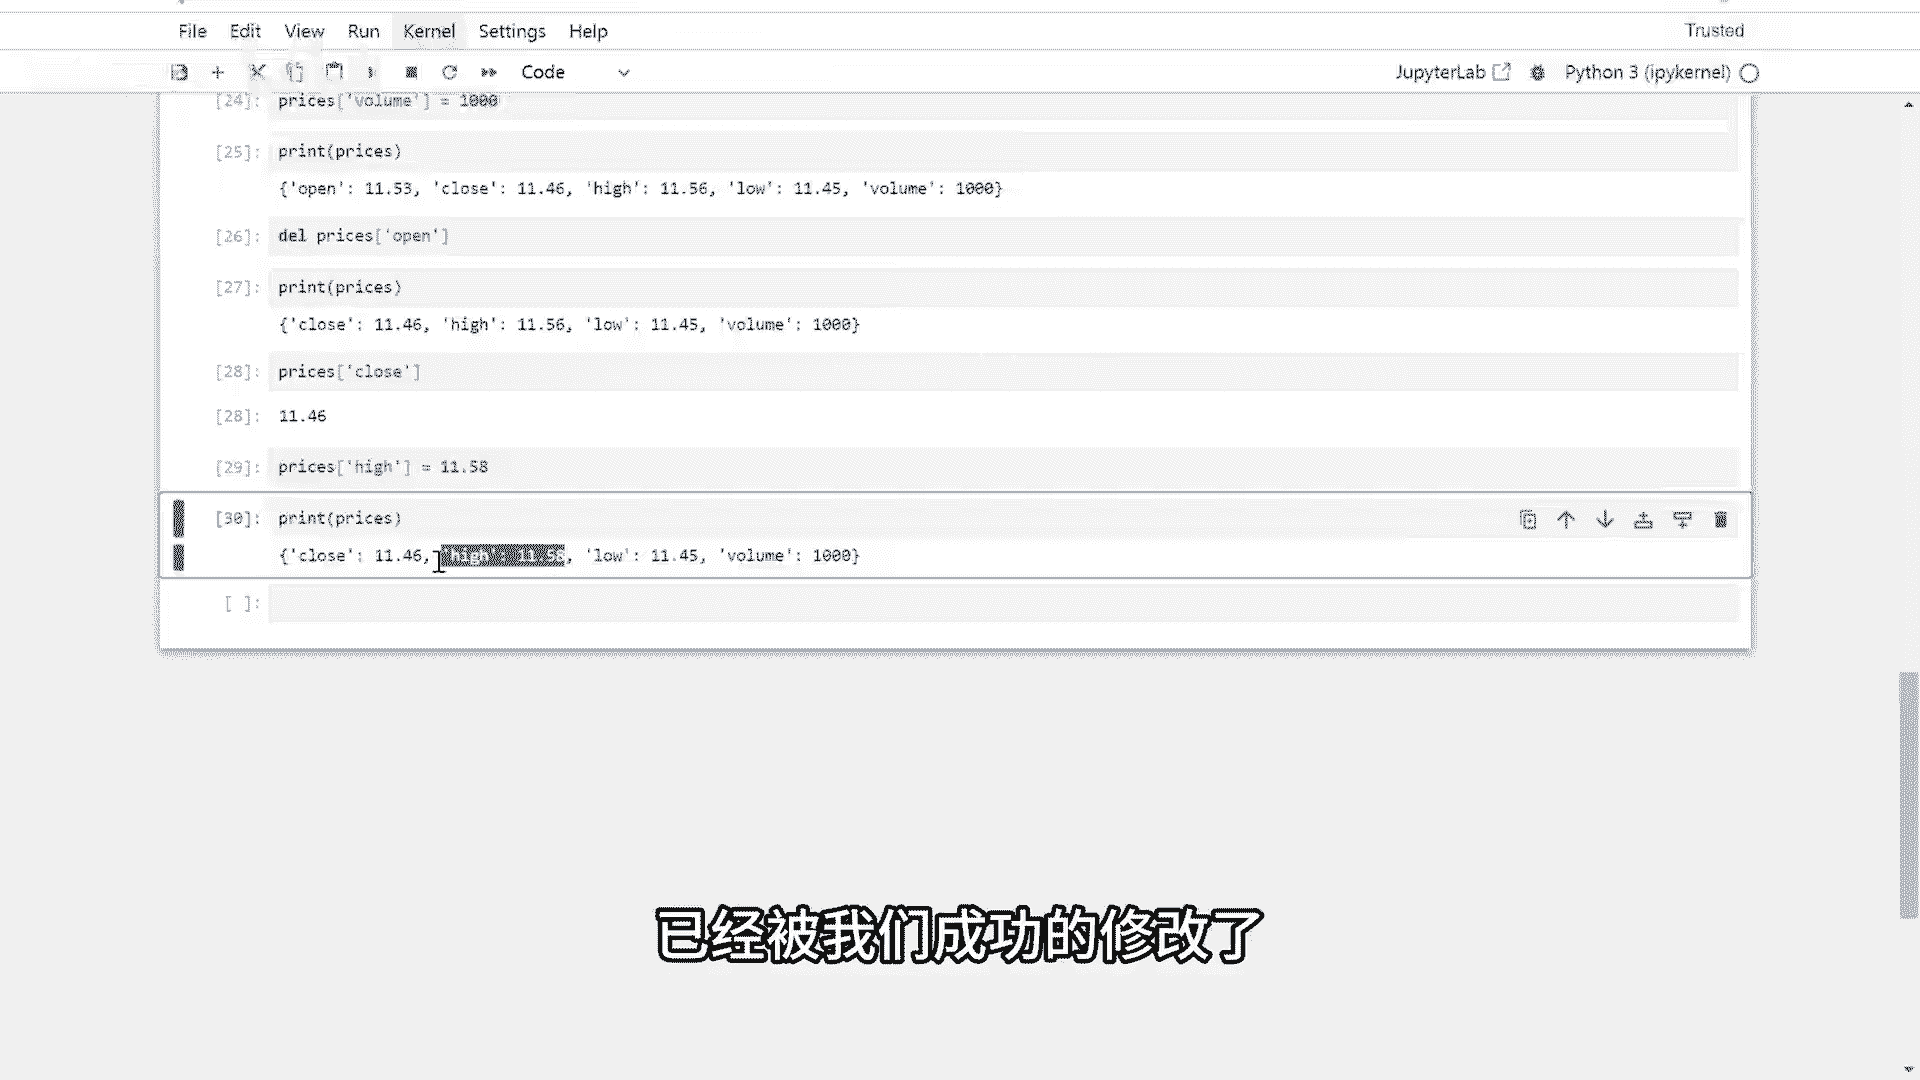 File Edit View Run Kernel Settings Help Trusted
Code JupyterLab Python 3 (ipykernel)
[24]: prices['volume'] = 1000
[25]: print(prices)
{'open': 11.53, 'close': 11.46, 'high': 11.56, 'low': 11.45, 'volume': 1000}
[26]: del prices['open']
[27]: print(prices)
{'close': 11.46, 'high': 11.56, 'low': 11.45, 'volume': 1000}
[28]: prices['close']
[28]: 11.46
[29]: prices['high'] = 11.58
[30]: print(prices)
{'close': 11.46, 'high': 11.58, 'low': 11.45, 'volume': 1000}
[ ]:
已经被我们成功的修改了